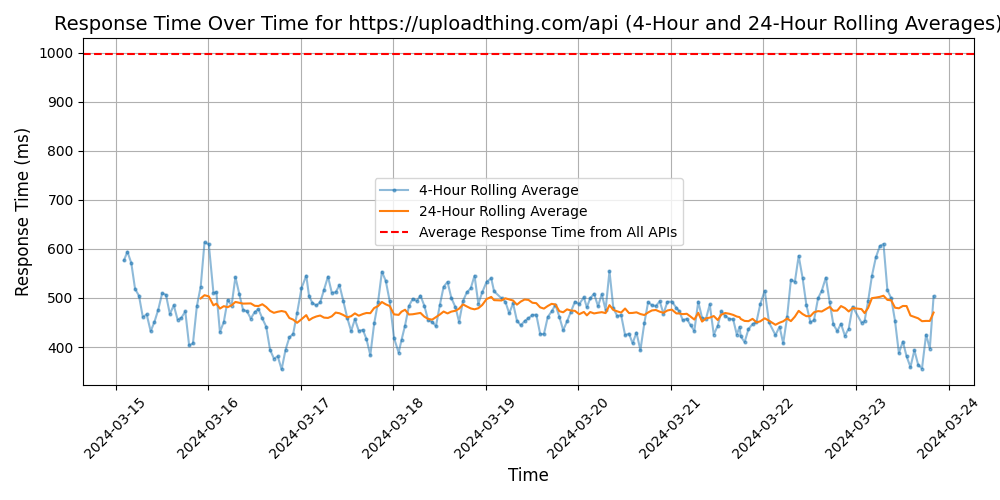 Response Time Over Time for https://uploadthing.com/api (4-Hour and 24-Hour Rolling Averages)
Response Time (ms)
1000
900
800
700
600
500
400
4-Hour Rolling Average
24-Hour Rolling Average
Average Response Time from All APIs
2024-03-15
2024-03-16
2024-03-17
2024-03-18
2024-03-19
2024-03-20
2024-03-21
2024-03-22
2024-03-23
2024-03-24
Time